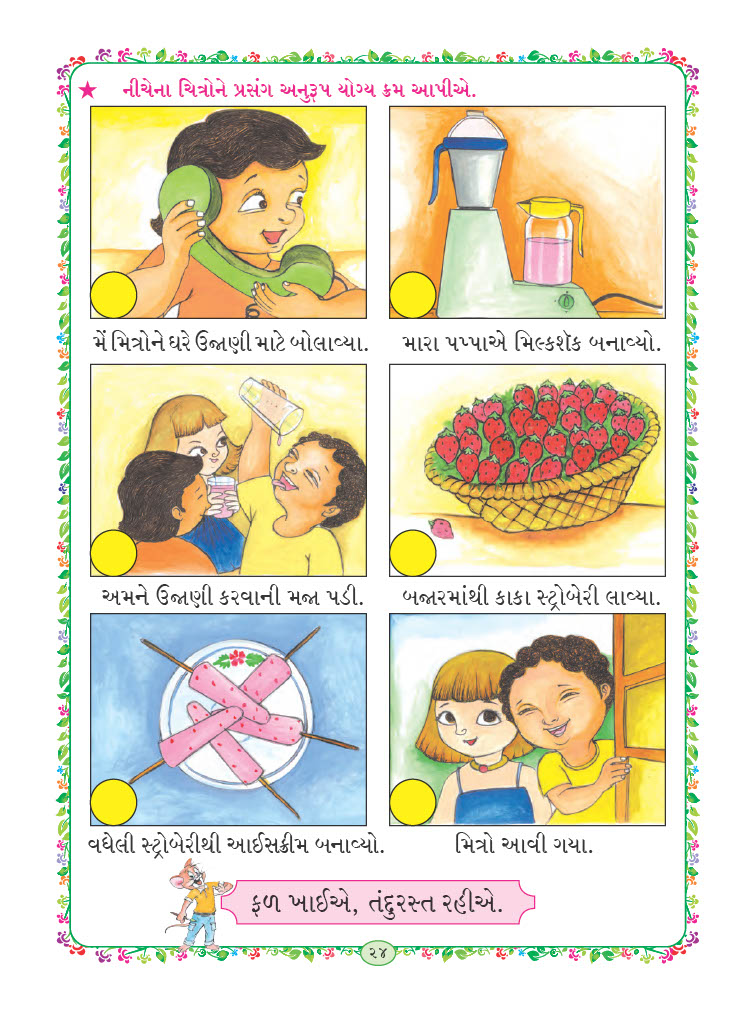 ★ નીચેના ચિત્રોને પ્રસંગ અનુરૂપ યોગ્ય ક્રમ આપીએ.
મેં મિત્રોને ઘરે ઉજાણી માટે બોલાવ્યા.
મારા પપ્પાએ મિલ્કશૅક બનાવ્યો.
અમને ઉજાણી કરવાની મજા પડી.
બજારમાંથી કાકા સ્ટ્રોબેરી લાવ્યા.
વધેલી સ્ટ્રોબેરીથી આઈસક્રીમ બનાવ્યો.
મિત્રો આવી ગયા.
ફળ ખાઈએ, તંદુરસ્ત રહીએ.
૨૪